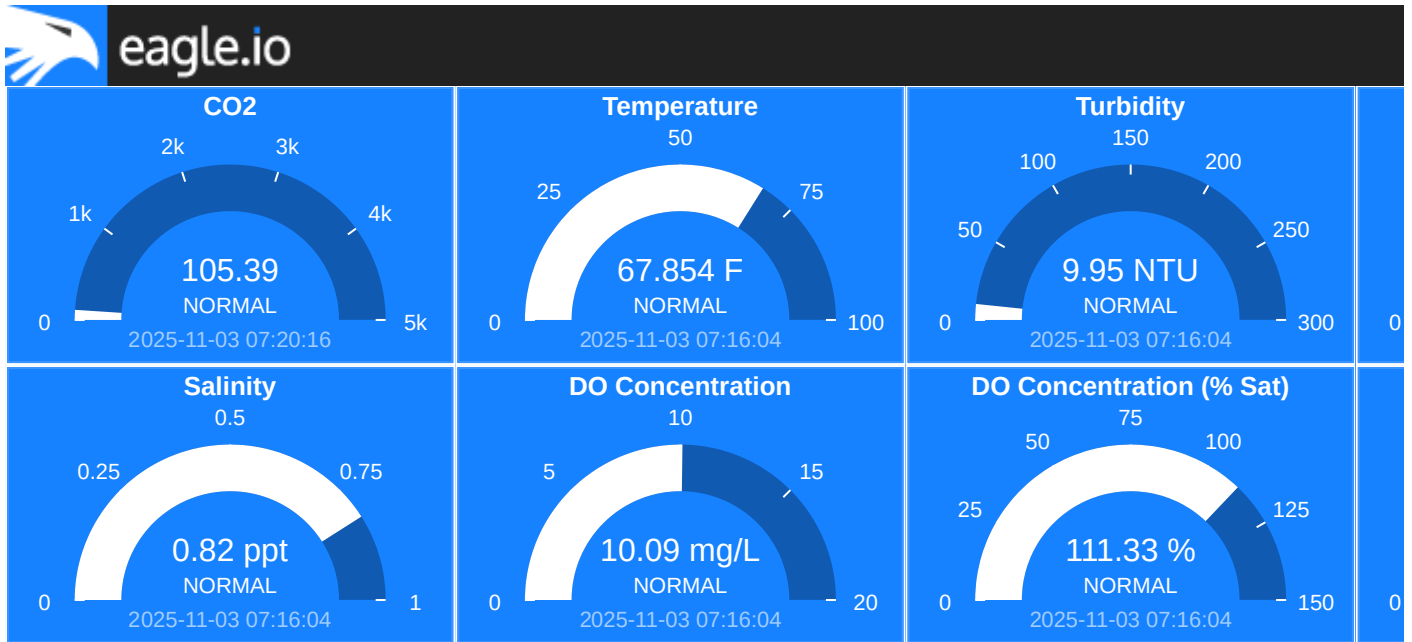 eagle.io
CO2
2k
3k
1k
4k
105.39
NORMAL
0
5k
2025-11-03 07:20:16
Temperature
50
25
75
67.854 F
NORMAL
0
100
2025-11-03 07:16:04
Turbidity
150
100
200
50
250
9.95 NTU
NORMAL
0
300
2025-11-03 07:16:04
0
Salinity
0.5
0.25
0.75
0.82 ppt
NORMAL
0
1
2025-11-03 07:16:04
DO Concentration
10
5
15
10.09 mg/L
NORMAL
0
20
2025-11-03 07:16:04
DO Concentration (% Sat)
75
50
100
25
125
111.33 %
NORMAL
0
150
2025-11-03 07:16:04
0